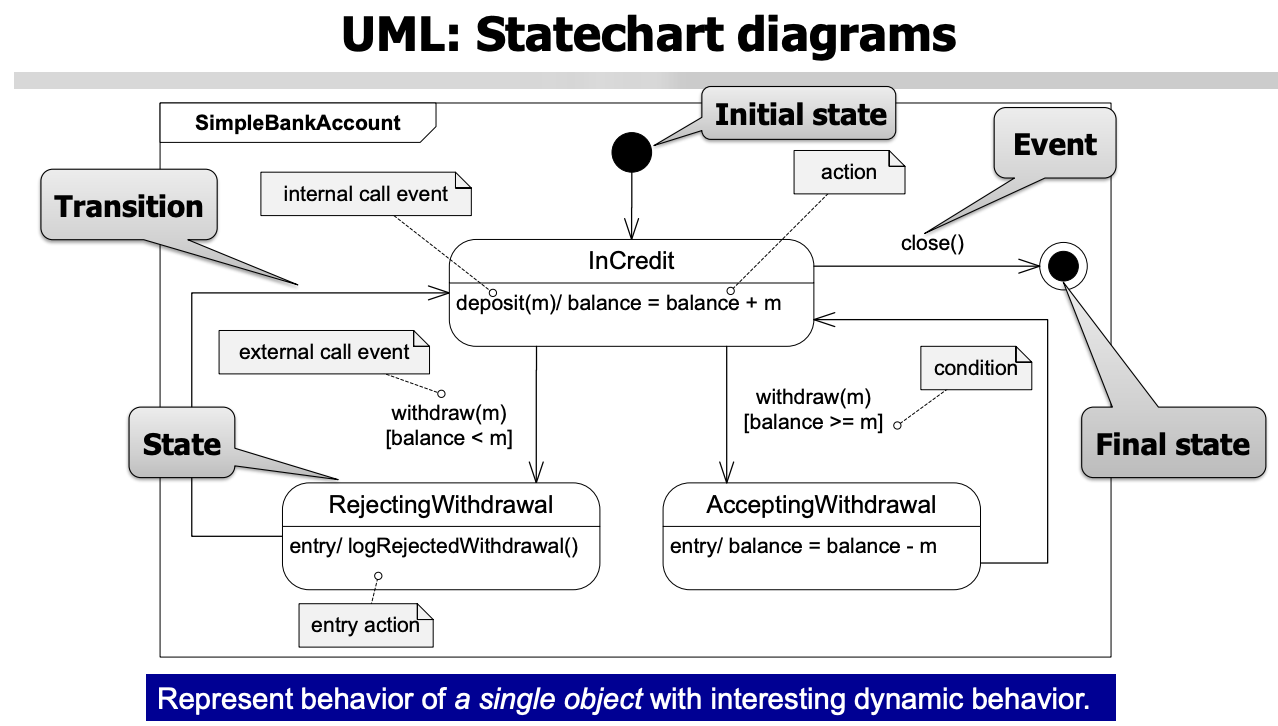 UML: Statechart diagrams
SimpleBankAccount
Initial state
Event
Transition
internal call event
action
close()
InCredit
deposit(m)/ balance = balance + m
external call event
condition
withdraw(m)
[balance < m]
withdraw(m)
[balance >= m]
State
Final state
RejectingWithdrawal
entry/ logRejectedWithdrawal()
AcceptingWithdrawal
entry/ balance = balance - m
entry action
Represent behavior of a single object with interesting dynamic behavior.